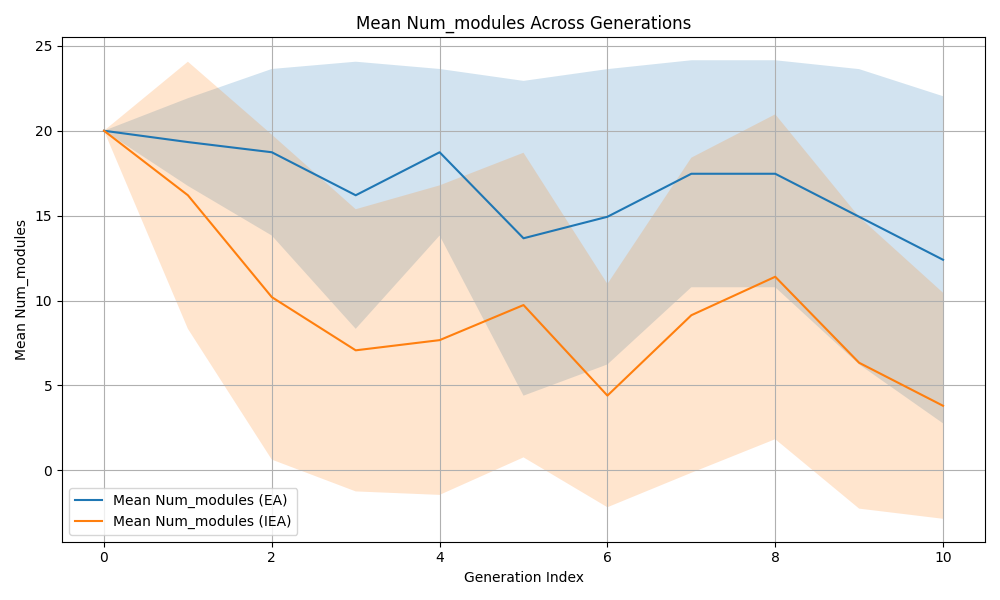 Mean Num_modules Across Generations
Mean Num_modules
25
20
15
10
5
0
Mean Num_modules (EA)
Mean Num_modules (IEA)
0 2 4 6 8 10
Generation Index